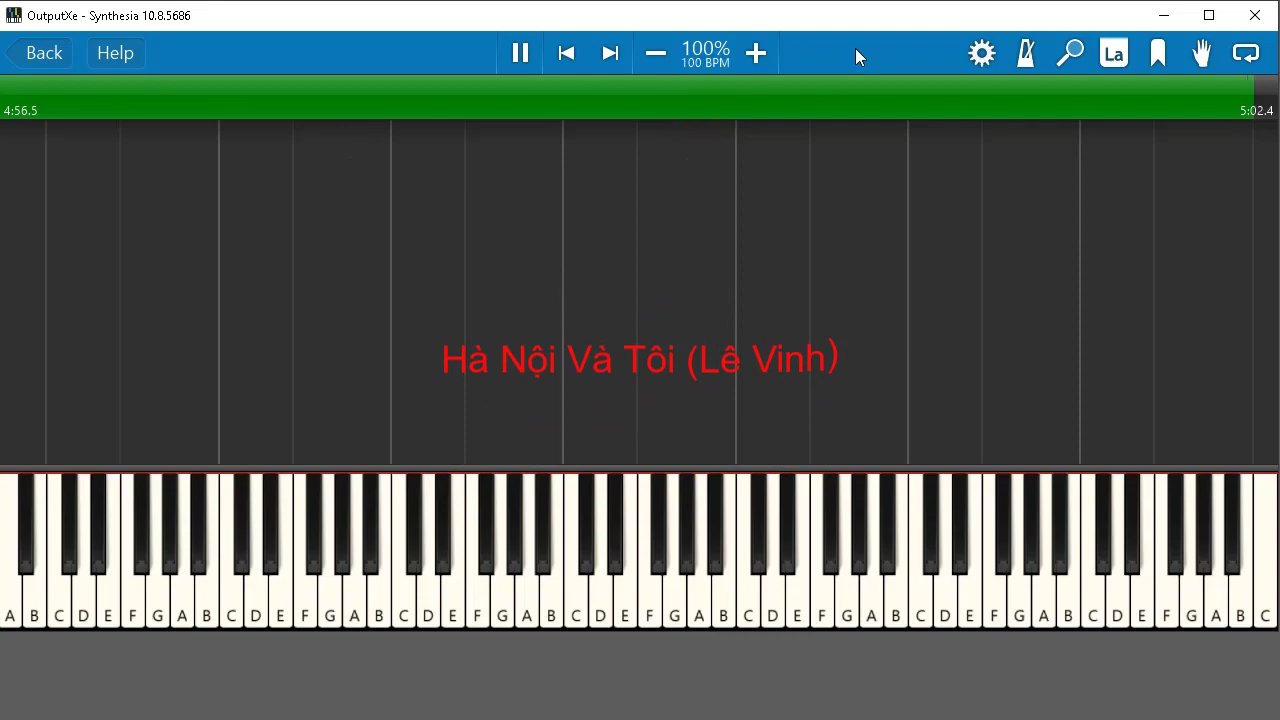 OutputXe - Synthesia 10.8.5686
Back Help 100% La
100 BPM
4:56.5 5:02.4
Hà Nội Và Tôi (Lê Vinh)
A B C D E F G A B C D E F G A B C D E F G A B C D E F G A B C D E F G A B C D E F G A B C D E F G A B C